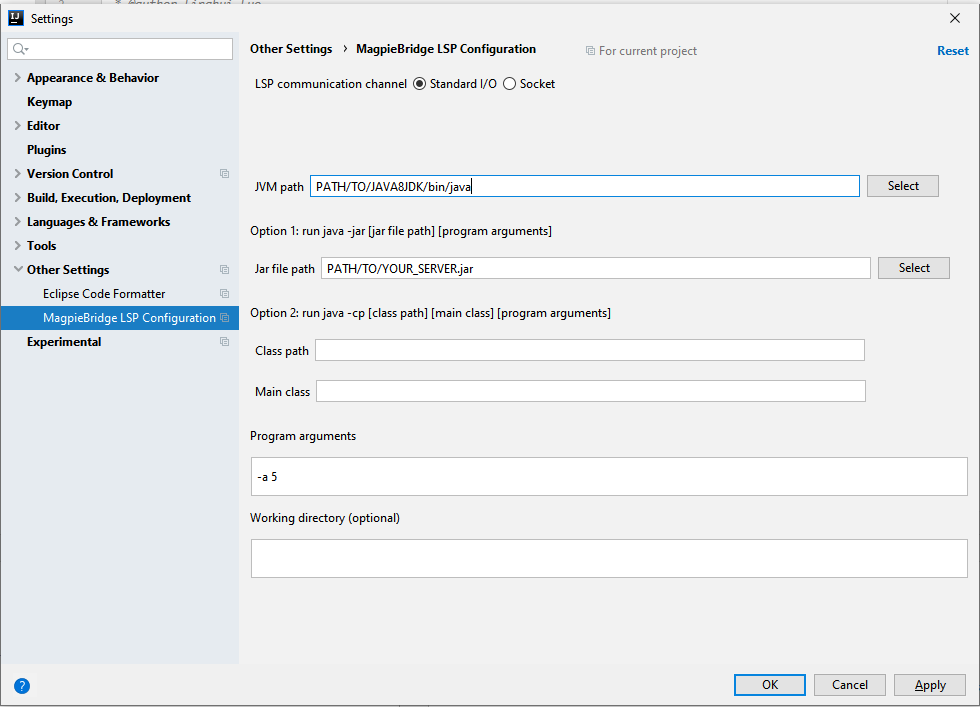 Settings
Appearance & Behavior
Keymap
Editor
Plugins
Version Control
Build, Execution, Deployment
Languages & Frameworks
Tools
Other Settings
Eclipse Code Formatter
MagpieBridge LSP Configuration
Experimental
Other Settings › MagpieBridge LSP Configuration For current project Reset
LSP communication channel Standard I/O Socket
JVM path PATH/TO/JAVA8JDK/bin/java Select
Option 1: run java -jar [jar file path] [program arguments]
Jar file path PATH/TO/YOUR_SERVER.jar Select
Option 2: run java -cp [class path] [main class] [program arguments]
Class path
Main class
Program arguments
-a 5
Working directory (optional)
? OK Cancel Apply